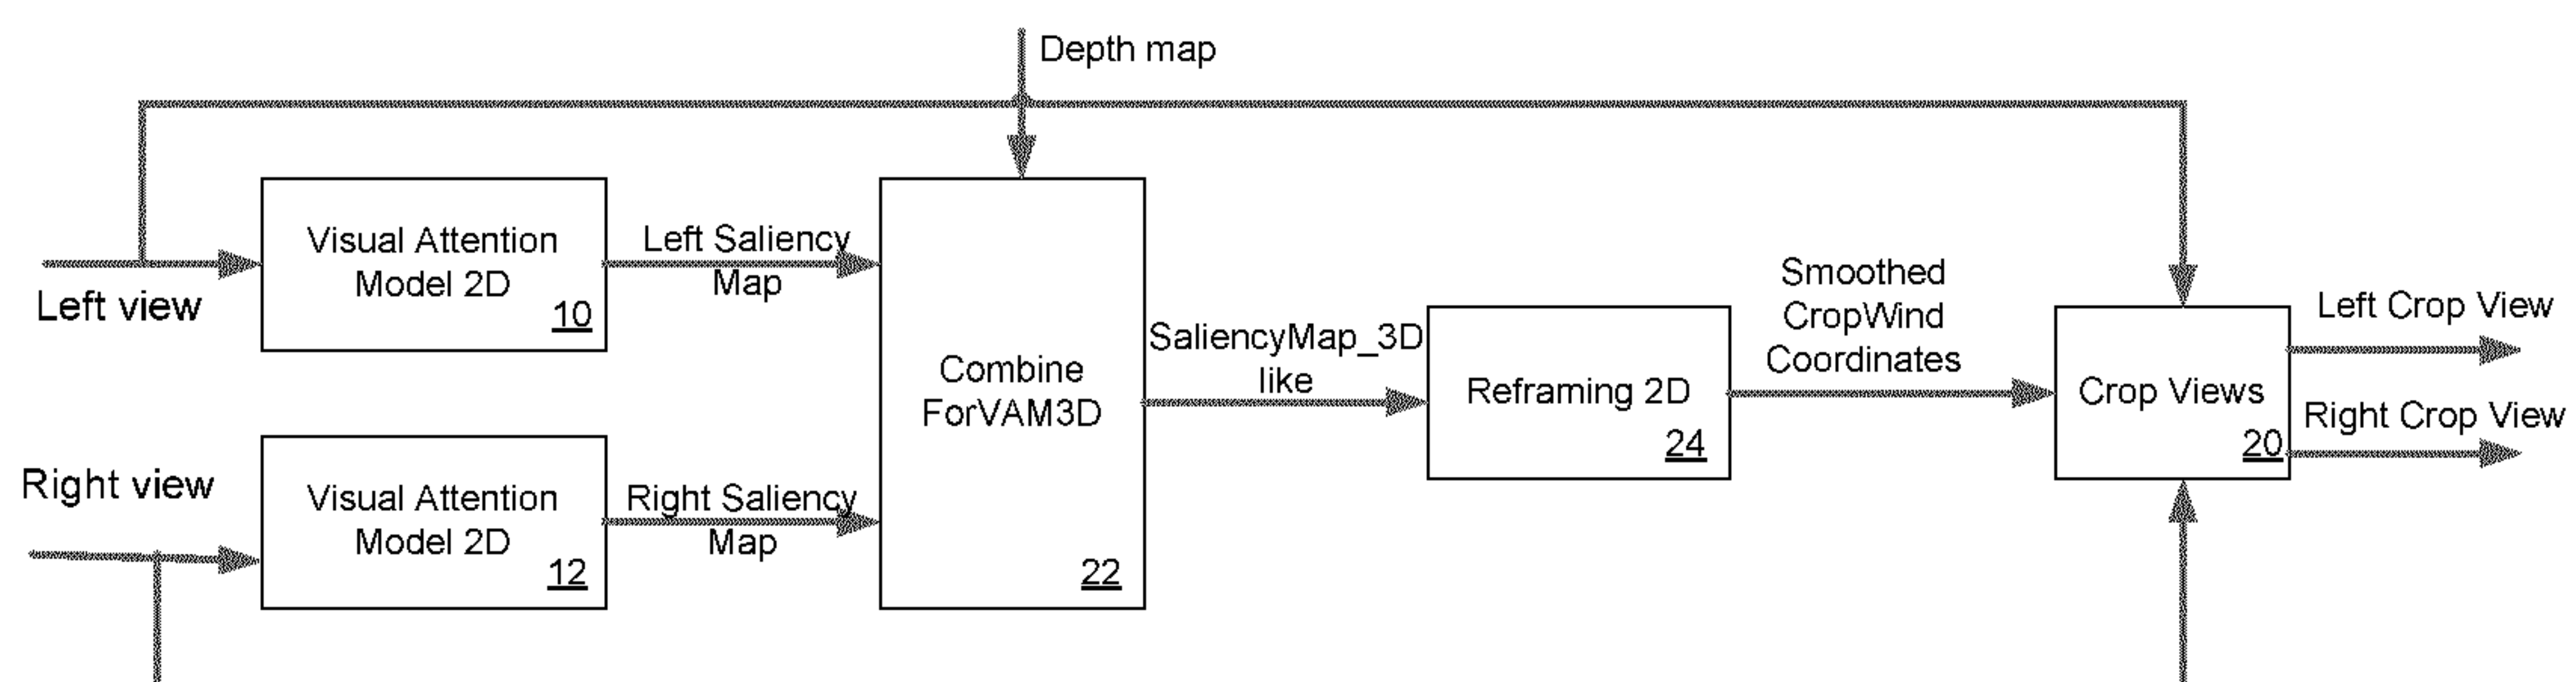 Depth map
Left view
Visual Attention
Model 2D
10
Left Saliency
Map
Right view
Visual Attention
Model 2D
12
Right Saliency
Map
Combine
ForVAM3D
22
SaliencyMap_3D
like
Reframing 2D
24
Smoothed
CropWind
Coordinates
Crop Views
20
Left Crop View
Right Crop View